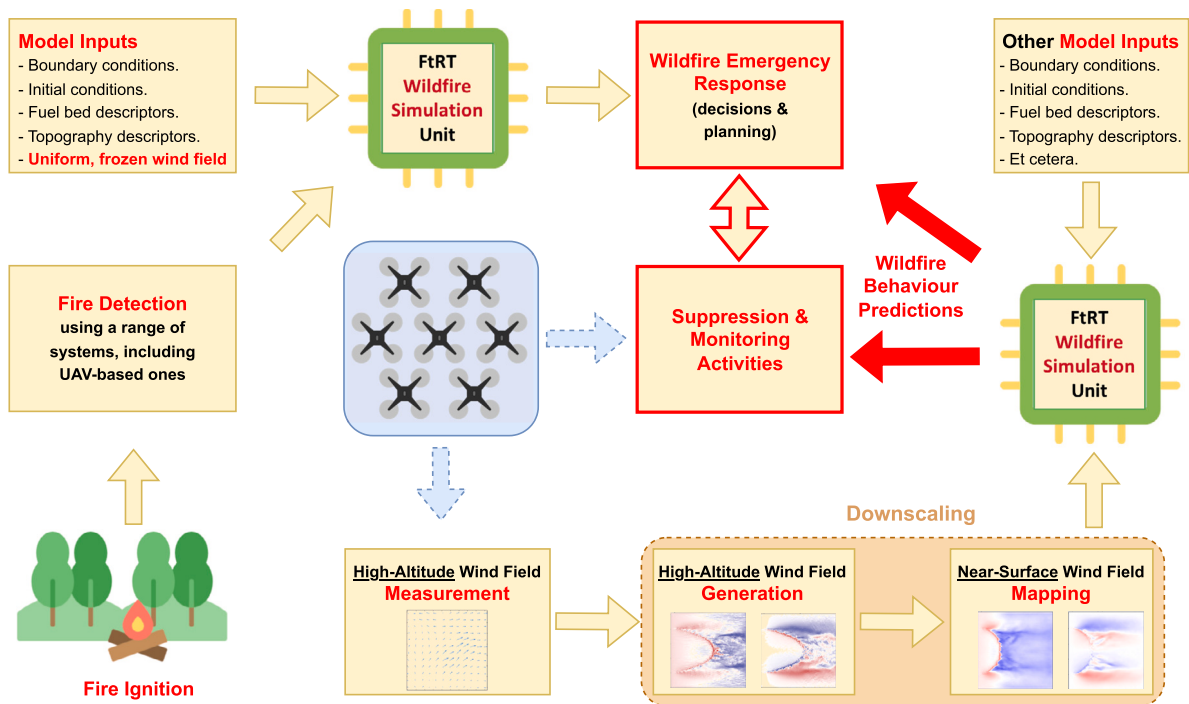 Model Inputs
- Boundary conditions.
- Initial conditions.
- Fuel bed descriptors.
- Topography descriptors.
- Uniform, frozen wind field
FtRT
Wildfire
Simulation
Unit
Wildfire Emergency
Response
(decisions &
planning)
Other Model Inputs
- Boundary conditions.
- Initial conditions.
- Fuel bed descriptors.
- Topography descriptors.
- Et cetera.
Fire Detection
using a range of
systems, including
UAV-based ones
Suppression &
Monitoring
Activities
Wildfire
Behaviour
Predictions
FtRT
Wildfire
Simulation
Unit
Downscaling
High-Altitude Wind Field
Measurement
High-Altitude Wind Field
Generation
Near-Surface Wind Field
Mapping
Fire Ignition